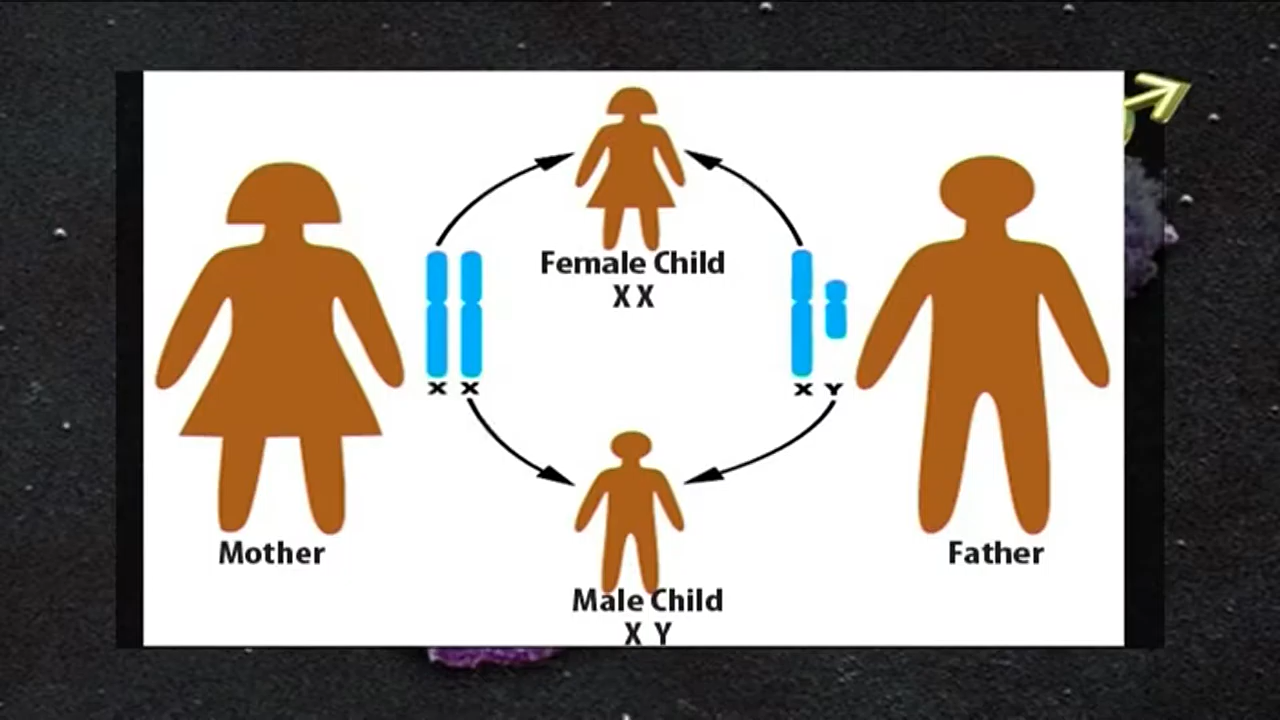 Female Child
X X
X X
X Y
Mother
Father
Male Child
X Y